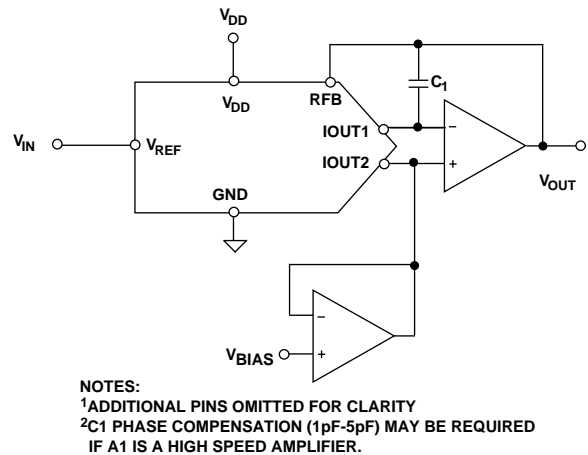 VDD
VDD
RFB
C1
IOUT1
−
VIN
VREF
IOUT2
+
VOUT
GND
−
VBIAS
+
NOTES:
1ADDITIONAL PINS OMITTED FOR CLARITY
2C1 PHASE COMPENSATION (1pF-5pF) MAY BE REQUIRED
IF A1 IS A HIGH SPEED AMPLIFIER.